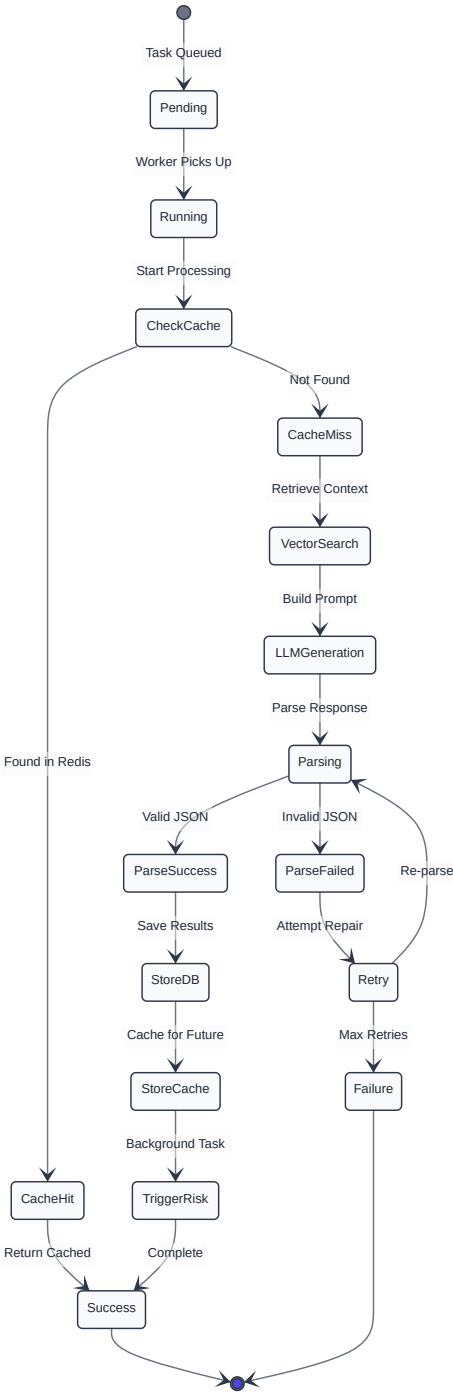 Task Queued
Pending
Worker Picks Up
Running
Start Processing
CheckCache
Not Found
CacheMiss
Retrieve Context
VectorSearch
Build Prompt
LLMGeneration
Parse Response
Found in Redis
Parsing
Valid JSON
Invalid JSON
ParseSuccess
ParseFailed
Re-parse
Save Results
Attempt Repair
StoreDB
Retry
Cache for Future
Max Retries
StoreCache
Failure
Background Task
CacheHit
TriggerRisk
Return Cached
Complete
Success